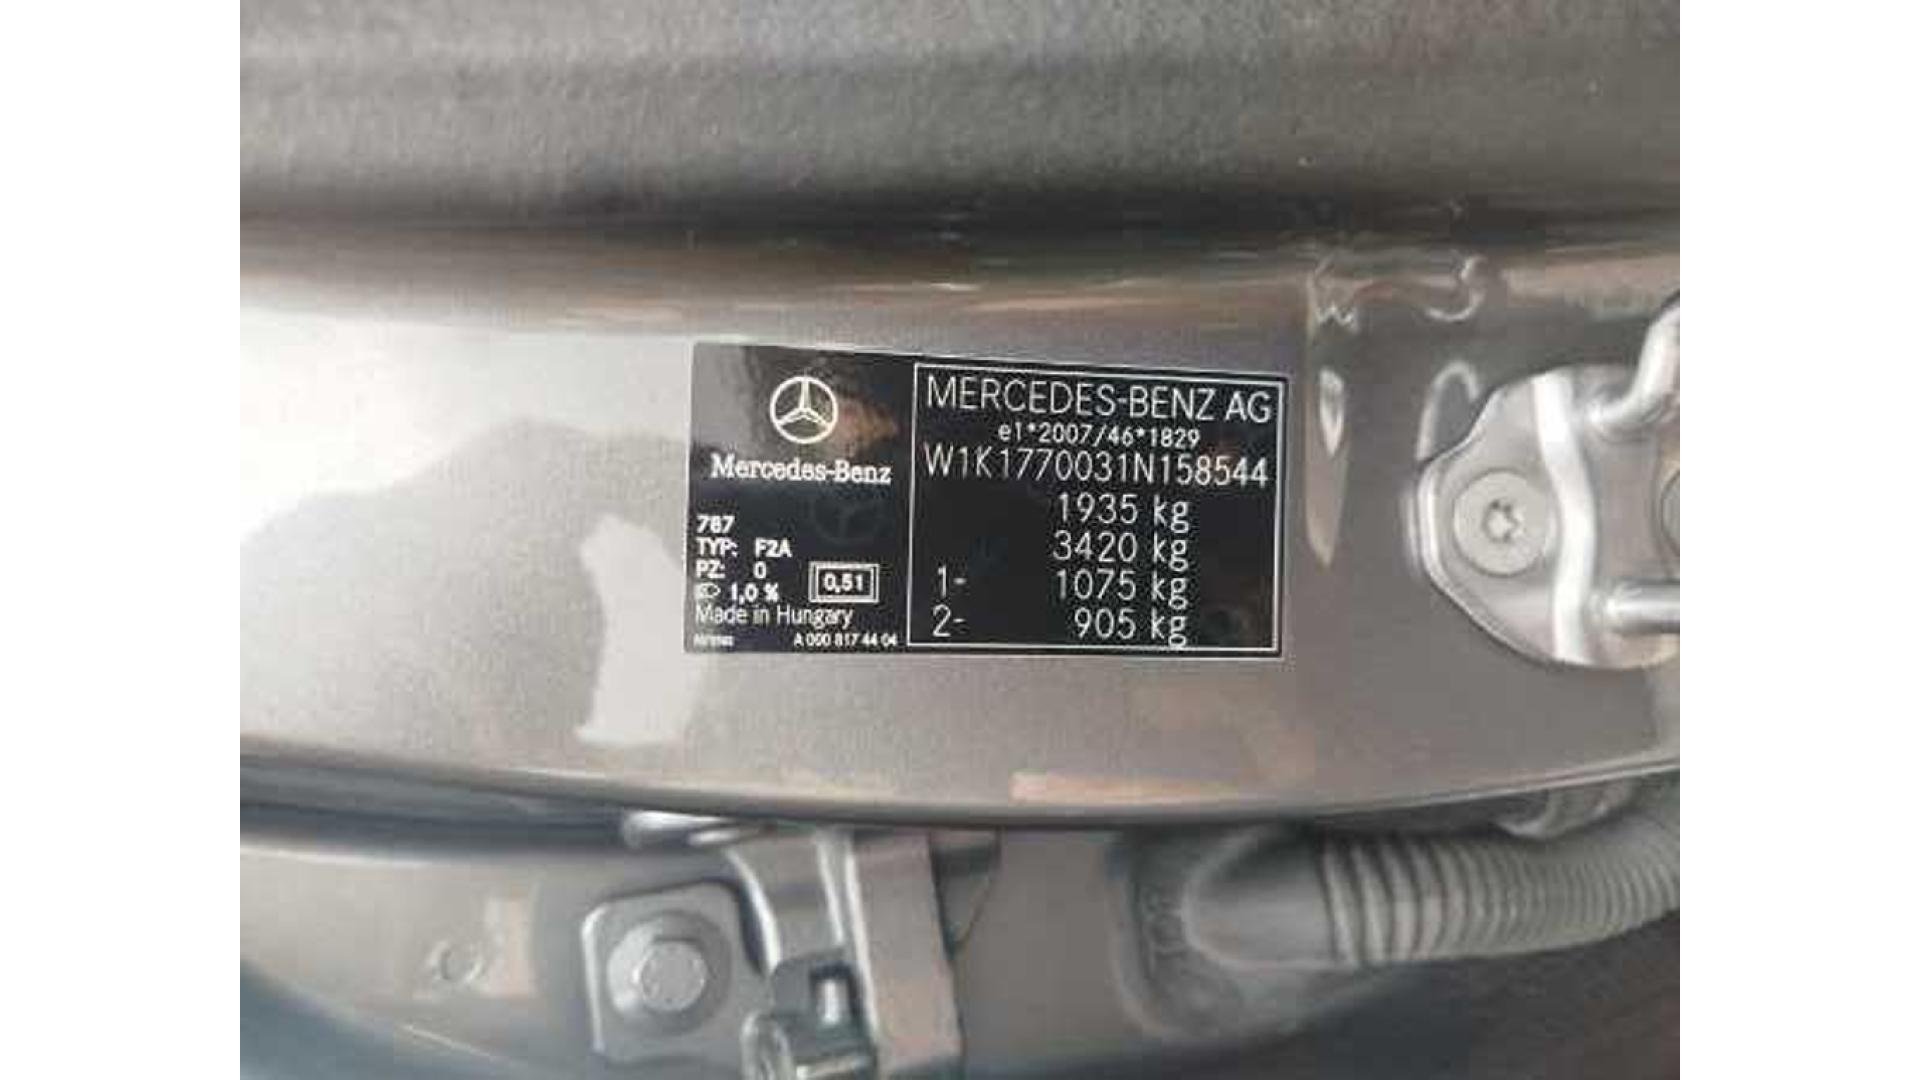 Mercedes-Benz
787
TYP: F2A
PZ: 0
1,0 %
0,51
Made in Hungary
A 000 817 44 04
MERCEDES-BENZ AG
e1*2007/46*1829
W1K1770031N158544
1935 kg
3420 kg
1- 1075 kg
2- 905 kg